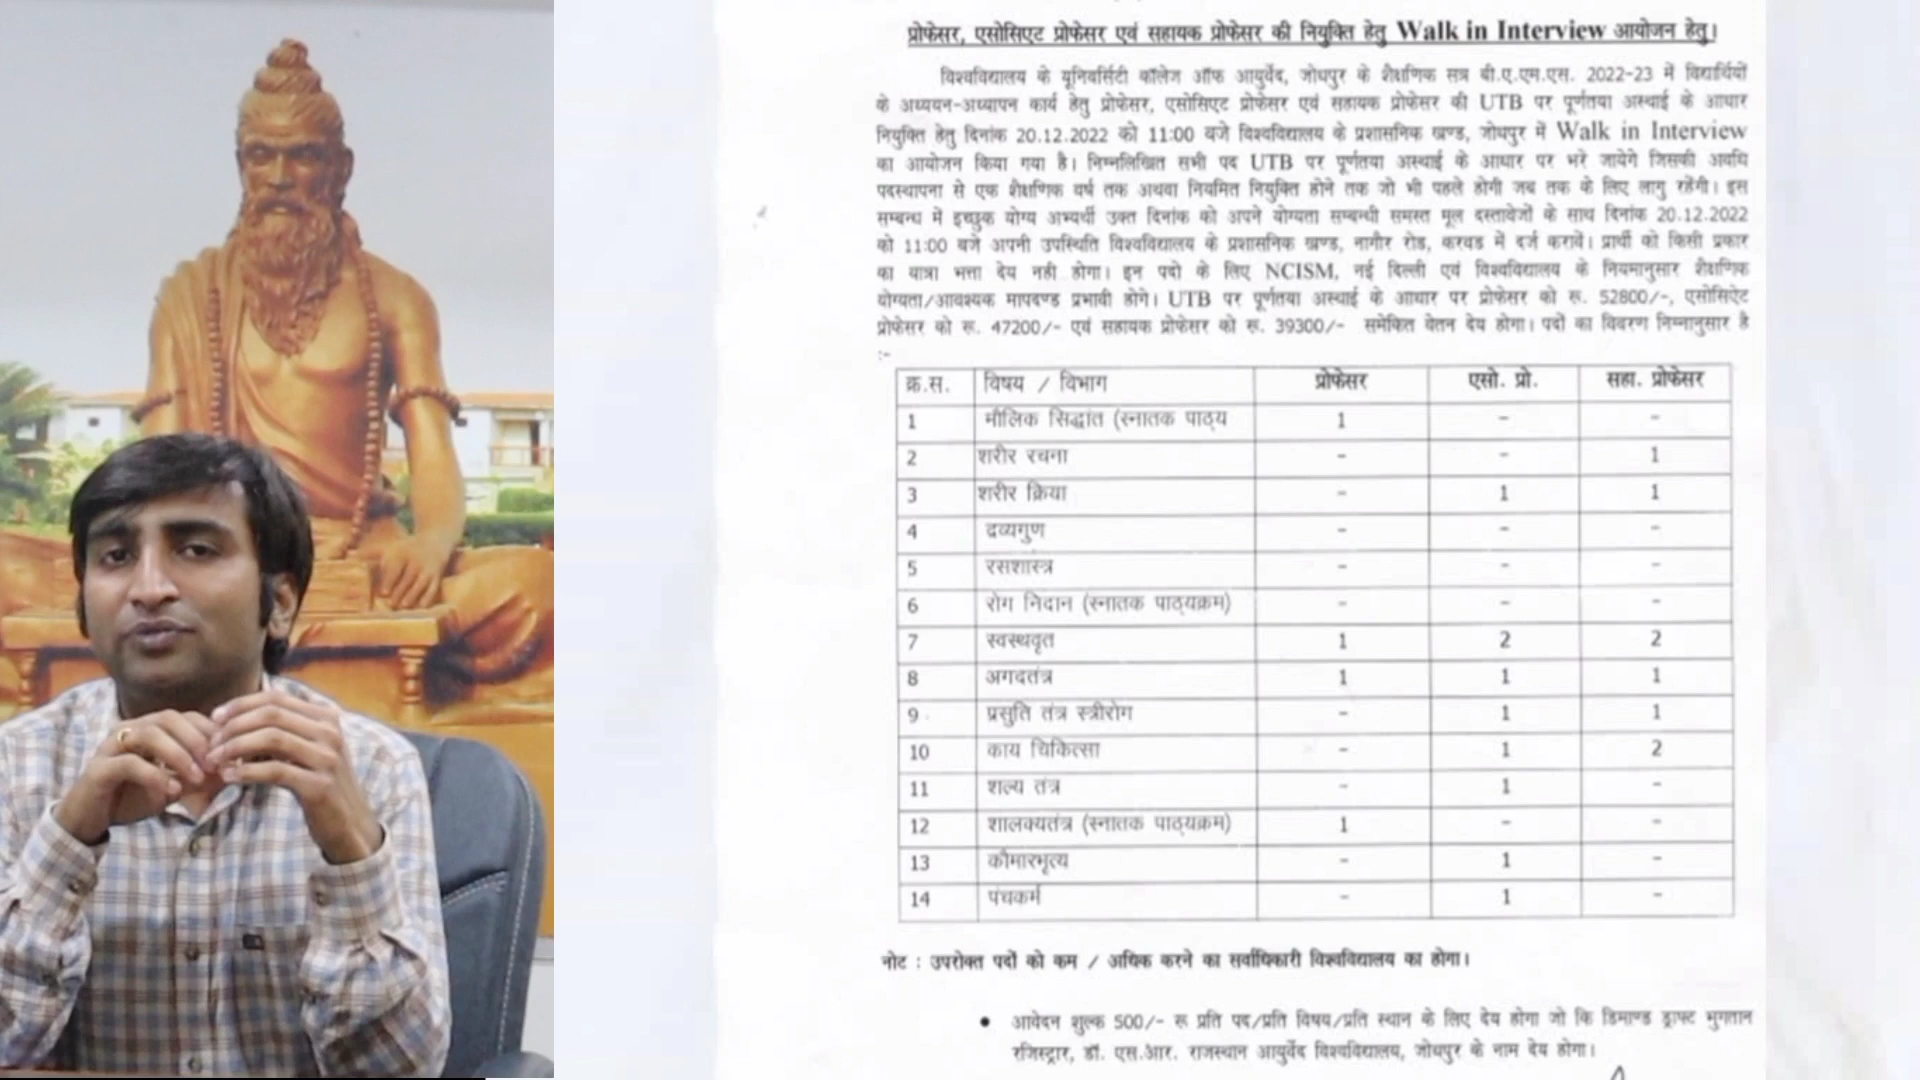 प्रोफेसर, एसोसिएट प्रोफेसर एवं सहायक प्रोफेसर की नियुक्ति हेतु Walk in Interview आयोजन हेतु।
विश्वविद्यालय के यूनिवर्सिटी कॉलेज ऑफ आयुर्वेद, जोधपुर के शैक्षणिक सत्र बी.ए.एम.एस. 2022-23 में विद्यार्थियों
के अध्ययन-अध्यापन कार्य हेतु प्रोफेसर, एसोसिएट प्रोफेसर एवं सहायक प्रोफेसर की UTB पर पूर्णतया अस्थाई के आधार
नियुक्ति हेतु दिनांक 20.12.2022 को 11:00 बजे विश्वविद्यालय के प्रशासनिक खण्ड, जोधपुर में Walk in Interview
का आयोजन किया गया है। निम्नलिखित सभी पद UTB पर पूर्णतया अस्थाई के आधार पर भरे जायेगे जिसकी अवधि
पदस्थापना से एक शैक्षणिक वर्ष तक अथवा नियमित नियुक्ति होने तक जो भी पहले होगी जब तक के लिए लागु रहेंगी। इस
सम्बन्ध में इच्छुक योग्य अभ्यर्थी उक्त दिनांक को अपने योग्यता सम्बन्धी समस्त मूल दस्तावेजों के साथ दिनांक 20.12.2022
को 11:00 बजे अपनी उपस्थिति विश्वविद्यालय के प्रशासनिक खण्ड, नागौर रोड, करवड में दर्ज करावें। प्रार्थी को किसी प्रकार
का यात्रा भत्ता देय नही होगा। इन पदो के लिए NCISM, नई दिल्ली एवं विश्वविद्यालय के नियमानुसार शैक्षणिक
योग्यता/आवश्यक मापदण्ड प्रभावी होगे। UTB पर पूर्णतया अस्थाई के आधार पर प्रोफेसर को रू. 52800/-, एसोसिऐट
प्रोफेसर को रू. 47200/- एवं सहायक प्रोफेसर को रू. 39300/- समेकित वेतन देय होगा। पदों का विवरण निम्नानुसार है
:-
क्र.स. विषय / विभाग प्रोफेसर एसो. प्रो. सहा. प्रोफेसर
1 मौलिक सिद्धांत (स्नातक पाठ्य 1 - -
2 शरीर रचना - - 1
3 शरीर क्रिया - 1 1
4 दव्यगुण - - -
5 रसशास्त्र - - -
6 रोग निदान (स्नातक पाठ्यक्रम) - - -
7 स्वस्थवृत 1 2 2
8 अगदतंत्र 1 1 1
9 प्रसुति तंत्र स्त्रीरोग - 1 1
10 काय चिकित्सा - 1 2
11 शल्य तंत्र - 1 -
12 शालक्यतंत्र (स्नातक पाठ्यक्रम) 1 - -
13 कौमारभृत्य - 1 -
14 पंचकर्म - 1 -
नोट : उपरोक्त पदों को कम / अधिक करने का सर्वाधिकारी विश्वविद्यालय का होगा।
• आवेदन शुल्क 500/- रू प्रति पद/प्रति विषय/प्रति स्थान के लिए देय होगा जो कि डिमाण्ड ड्राफ्ट भुगतान
रजिस्ट्रार, डॉ. एस.आर. राजस्थान आयुर्वेद विश्वविद्यालय, जोधपुर के नाम देय होगा।